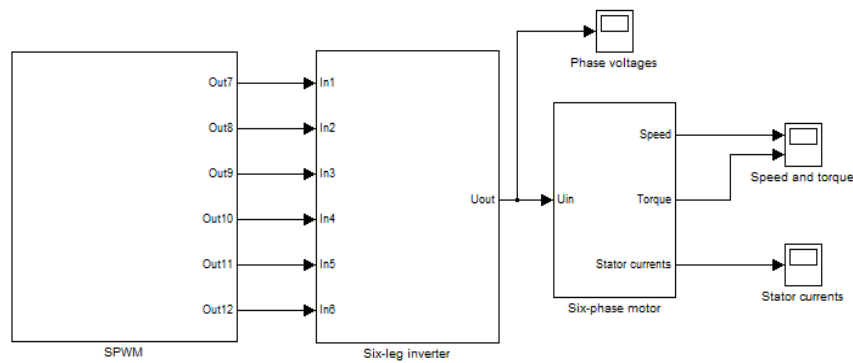 Phase voltages
Out7
In1
Out8
In2
Out9
In3
Out10
In4
Out11
In5
Out12
In6
Uout
SPWM
Six-leg inverter
Uin
Speed
Torque
Stator currents
Six-phase motor
Speed and torque
Stator currents